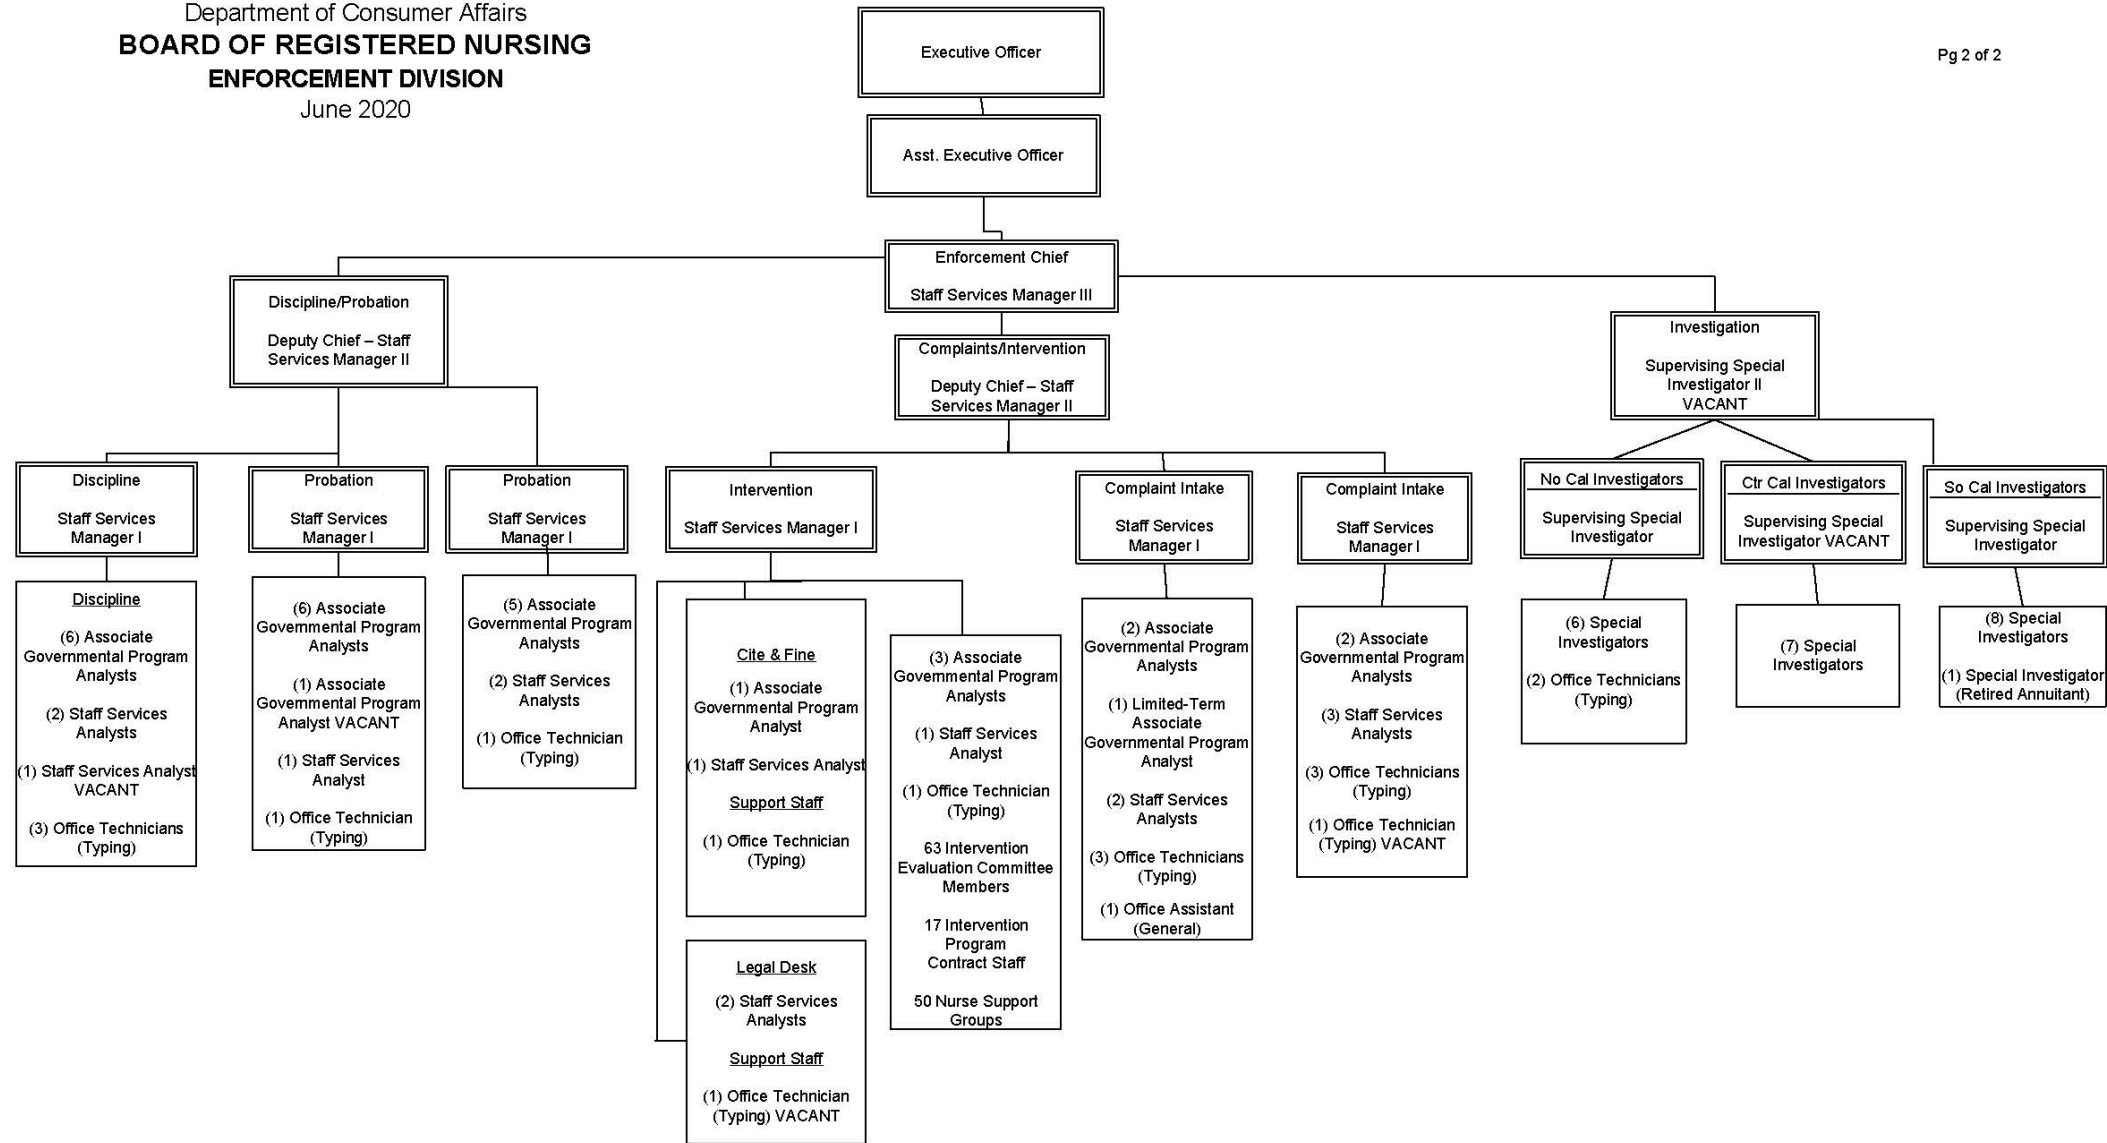 Department of Consumer Affairs
BOARD OF REGISTERED NURSING
ENFORCEMENT DIVISION
June 2020
Pg 2 of 2
Executive Officer
Asst. Executive Officer
Enforcement Chief
Staff Services Manager III
Discipline/Probation
Deputy Chief – Staff
Services Manager II
Complaints/Intervention
Deputy Chief – Staff
Services Manager II
Investigation
Supervising Special
Investigator II
VACANT
Discipline
Staff Services
Manager I
Probation
Staff Services
Manager I
Probation
Staff Services
Manager I
Intervention
Staff Services Manager I
Complaint Intake
Staff Services
Manager I
Complaint Intake
Staff Services
Manager I
No Cal Investigators
Supervising Special
Investigator
Ctr Cal Investigators
Supervising Special
Investigator VACANT
So Cal Investigators
Supervising Special
Investigator
Discipline
(6) Associate
Governmental Program
Analysts
(2) Staff Services
Analysts
(1) Staff Services Analyst
VACANT
(3) Office Technicians
(Typing)
(6) Associate
Governmental Program
Analysts
(1) Associate
Governmental Program
Analyst VACANT
(1) Staff Services
Analyst
(1) Office Technician
(Typing)
(5) Associate
Governmental Program
Analysts
(2) Staff Services
Analysts
(1) Office Technician
(Typing)
Cite & Fine
(1) Associate
Governmental Program
Analyst
(1) Staff Services Analyst
Support Staff
(1) Office Technician
(Typing)
Legal Desk
(2) Staff Services
Analysts
Support Staff
(1) Office Technician
(Typing) VACANT
(3) Associate
Governmental Program
Analysts
(1) Staff Services
Analyst
(1) Office Technician
(Typing)
63 Intervention
Evaluation Committee
Members
17 Intervention
Program
Contract Staff
50 Nurse Support
Groups
(2) Associate
Governmental Program
Analysts
(1) Limited-Term
Associate
Governmental Program
Analyst
(2) Staff Services
Analysts
(3) Office Technicians
(Typing)
(1) Office Assistant
(General)
(2) Associate
Governmental Program
Analysts
(3) Staff Services
Analysts
(3) Office Technicians
(Typing)
(1) Office Technician
(Typing) VACANT
(6) Special
Investigators
(2) Office Technicians
(Typing)
(7) Special
Investigators
(8) Special
Investigators
(1) Special Investigator
(Retired Annuitant)